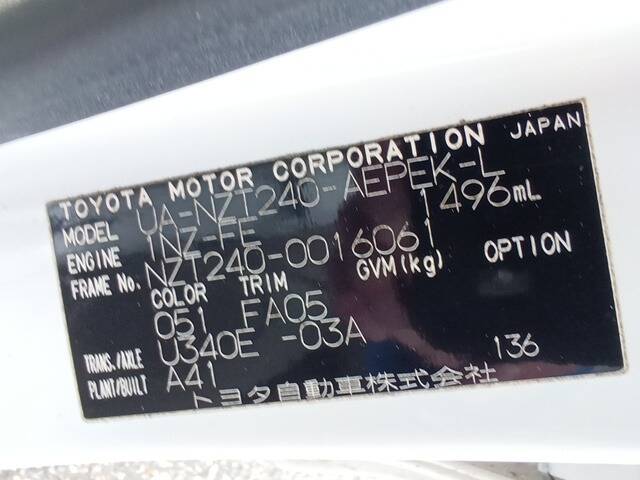 TOYOTA MOTOR CORPORATION JAPAN
MODEL UA-NZT240-AEPEK-L
ENGINE 1NZ-FE 1496mL
FRAME No. NZT240-0016061
COLOR TRIM GVM(kg) OPTION
051 FA05
TRANS./AXLE U340E -03A
PLANT/BUILT A41 136
トヨタ自動車株式会社